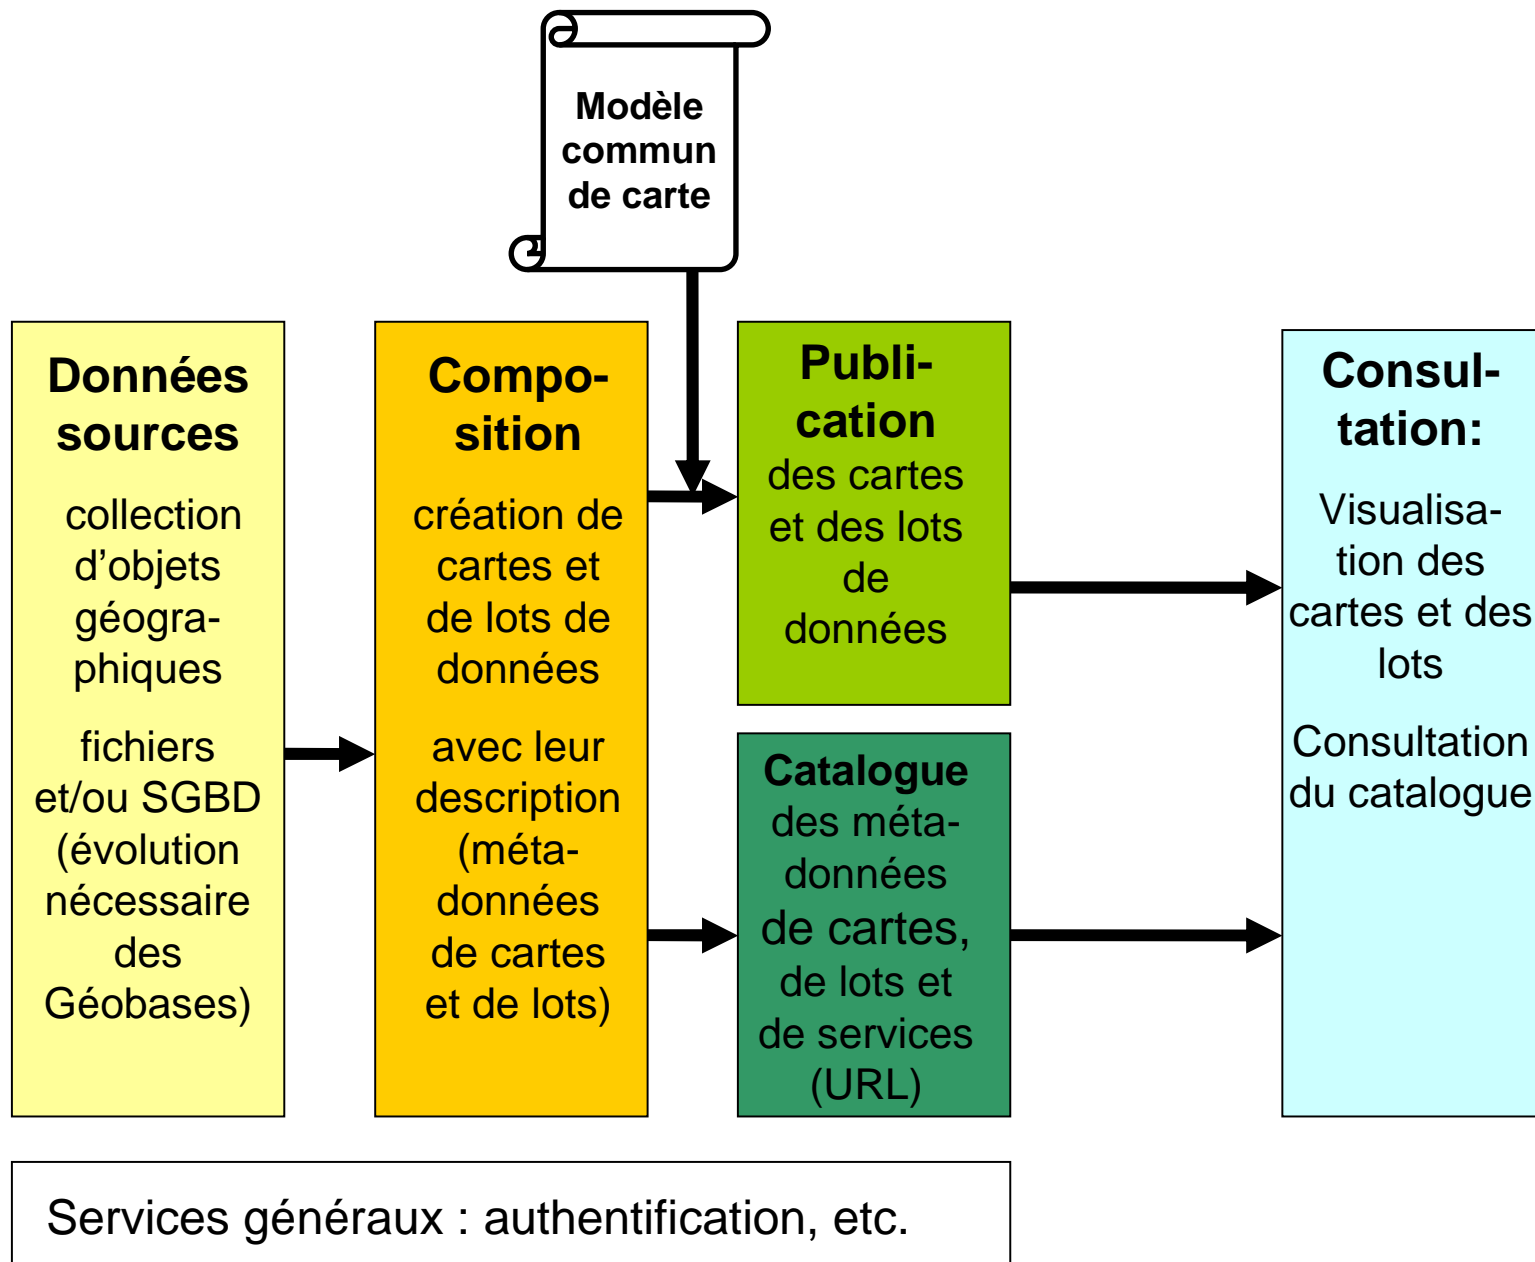 Modèle
commun
de carte
Données
sources
collection
d’objets
géogra-
phiques
fichiers
et/ou SGBD
(évolution
nécessaire
des
Géobases)
Compo-
sition
création de
cartes et
de lots de
données
avec leur
description
(méta-
données
de cartes
et de lots)
Publi-
cation
des cartes
et des lots
de
données
Catalogue
des méta-
données
de cartes,
de lots et
de services
(URL)
Consul-
tation:
Visualisa-
tion des
cartes et des
lots
Consultation
du catalogue
Services généraux : authentification, etc.